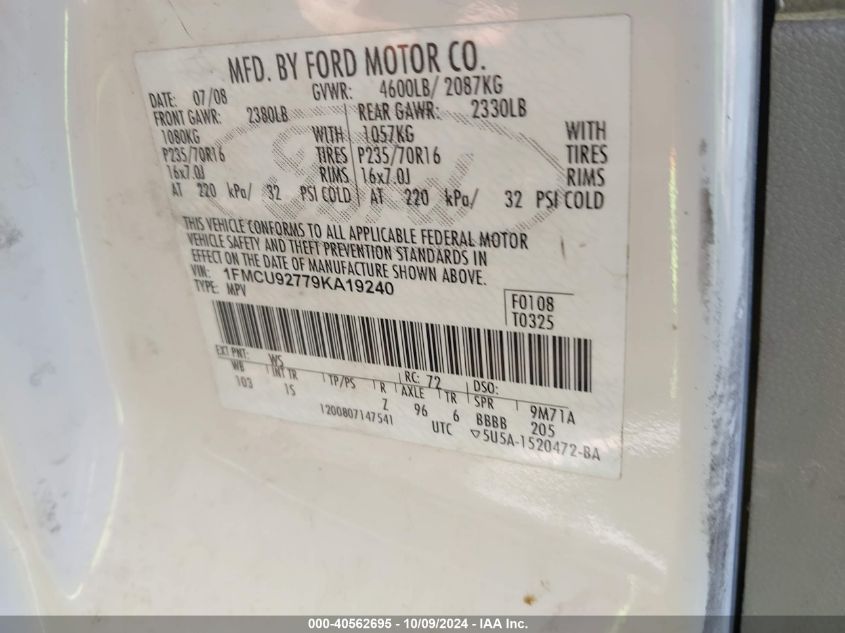 MFD. BY FORD MOTOR CO.
DATE: 07/08 GVWR: 4600LB/ 2087KG
FRONT GAWR: 2380LB REAR GAWR: 2330LB
1080KG WITH 1057KG WITH
P235/70R16 TIRES P235/70R16 TIRES
16x7.0J RIMS 16x7.0J RIMS
AT 220 kPa/ 32 PSI COLD AT 220 kPa/ 32 PSI COLD
THIS VEHICLE CONFORMS TO ALL APPLICABLE FEDERAL MOTOR
VEHICLE SAFETY AND THEFT PREVENTION STANDARDS IN
EFFECT ON THE DATE OF MANUFACTURE SHOWN ABOVE.
VIN: 1FMCU92779KA19240
TYPE: MPV
F0108
T0325
EXT PNT: WS RC: 72 DSO:
WB INT TR TP/PS R AXLE TR SPR 9M71A
103 IS Z 96 6 BBBB 205
1200807147541 UTC ▽5U5A-1520472-BA
000-40562695 - 10/09/2024 - IAA Inc.